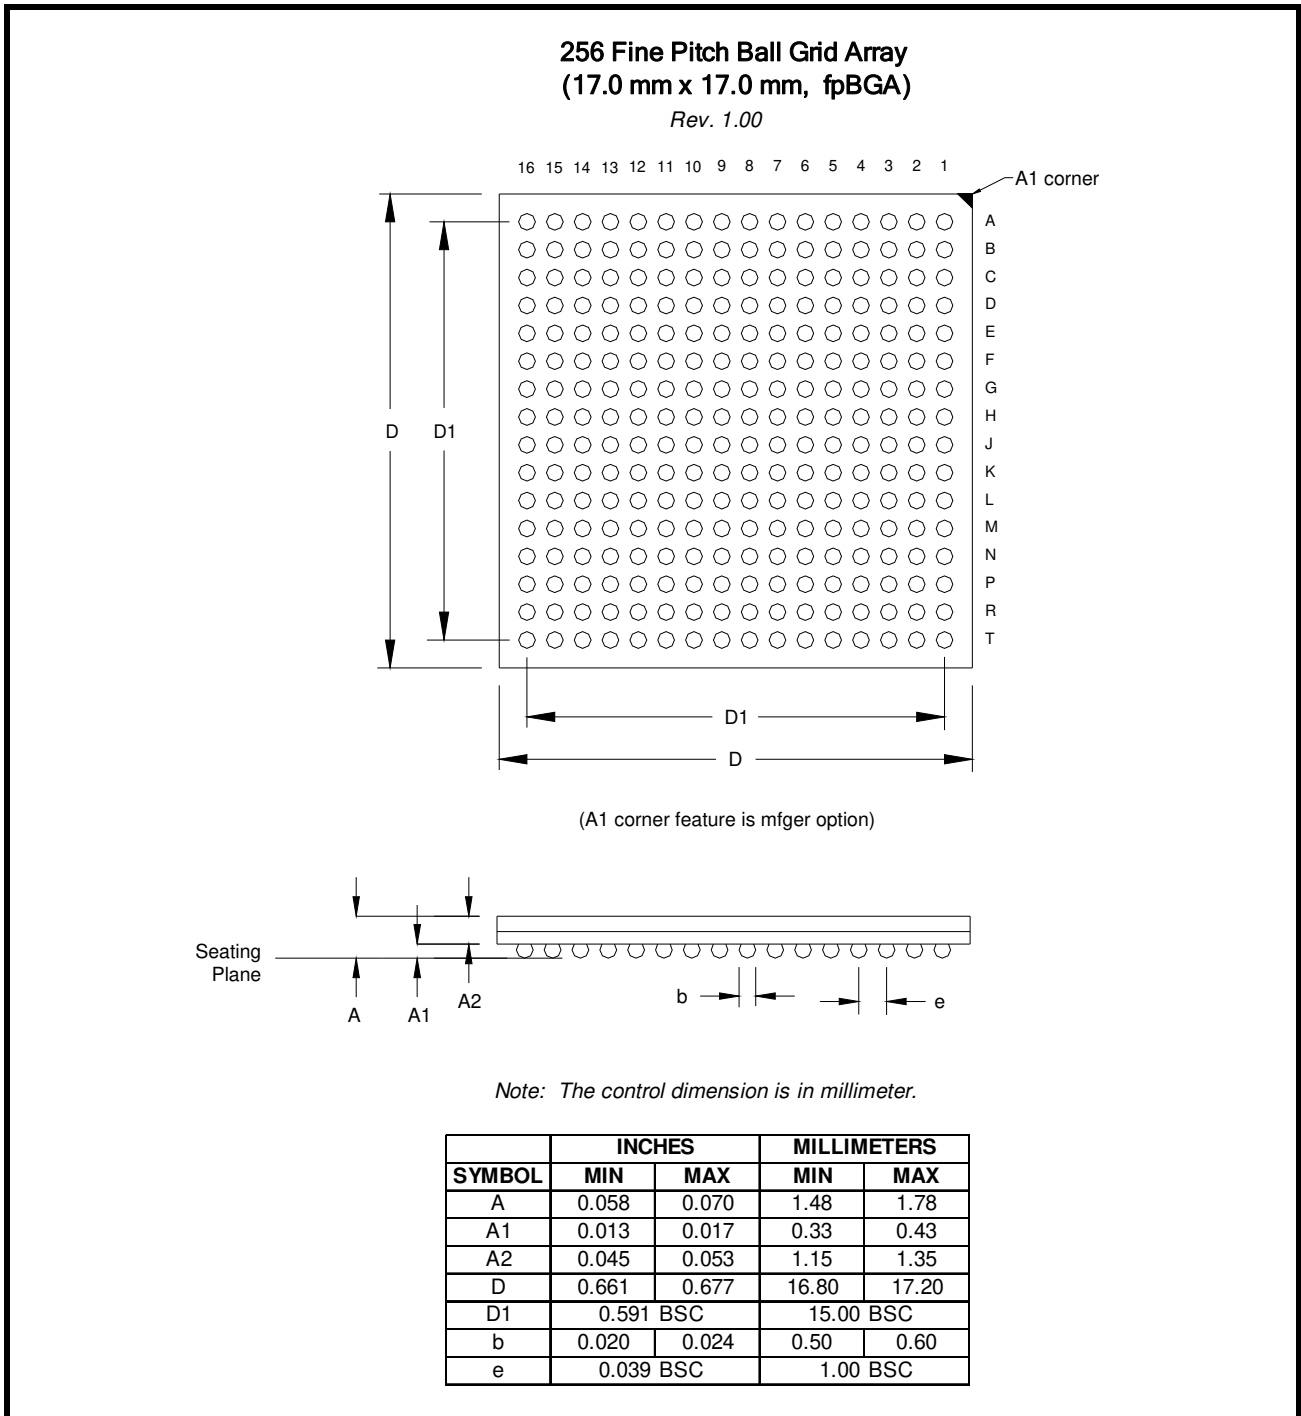 256 Fine Pitch Ball Grid Array
(17.0 mm x 17.0 mm, fpBGA)
Rev. 1.00
16 15 14 13 12 11 10 9 8 7 6 5 4 3 2 1
A1 corner
A
B
C
D
E
F
G
H
J
K
L
M
N
P
R
T
D D1
D1
D
(A1 corner feature is mfger option)
Seating
Plane
A A1 A2 b e
Note: The control dimension is in millimeter.
INCHES MILLIMETERS
SYMBOL MIN MAX MIN MAX
A 0.058 0.070 1.48 1.78
A1 0.013 0.017 0.33 0.43
A2 0.045 0.053 1.15 1.35
D 0.661 0.677 16.80 17.20
D1 0.591 BSC 15.00 BSC
b 0.020 0.024 0.50 0.60
e 0.039 BSC 1.00 BSC